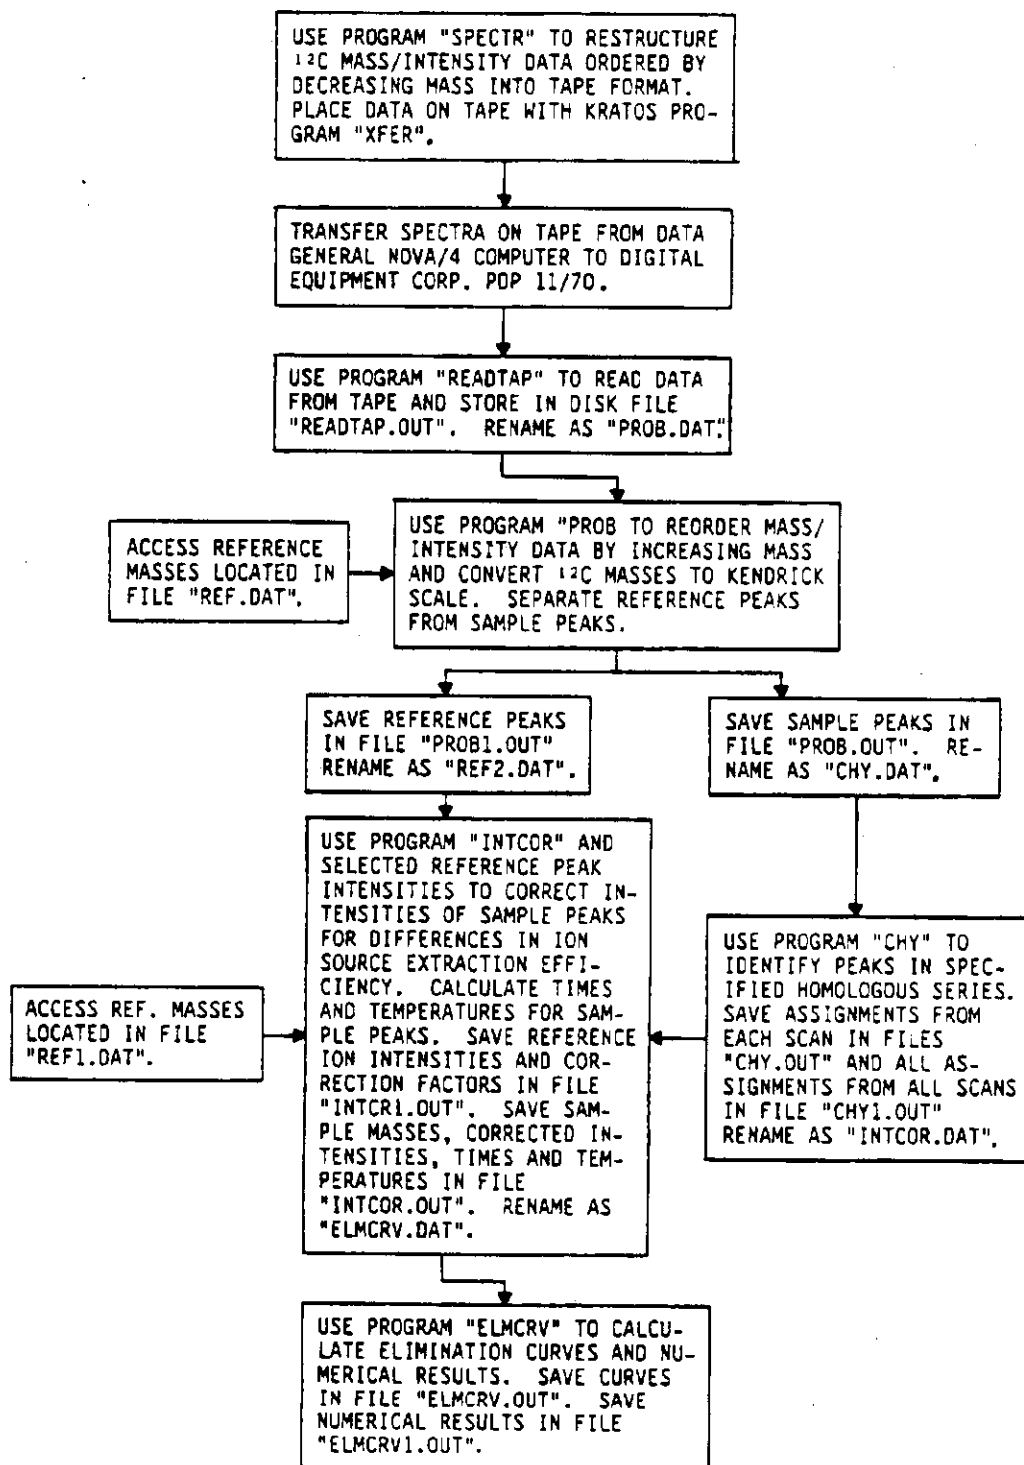 USE PROGRAM "SPECTR" TO RESTRUCTURE
¹²C MASS/INTENSITY DATA ORDERED BY
DECREASING MASS INTO TAPE FORMAT.
PLACE DATA ON TAPE WITH KRATOS PRO-
GRAM "XFER".
TRANSFER SPECTRA ON TAPE FROM DATA
GENERAL NOVA/4 COMPUTER TO DIGITAL
EQUIPMENT CORP. PDP 11/70.
USE PROGRAM "READTAP" TO READ DATA
FROM TAPE AND STORE IN DISK FILE
"READTAP.OUT". RENAME AS "PROB.DAT".
ACCESS REFERENCE
MASSES LOCATED IN
FILE "REF.DAT".
USE PROGRAM "PROB TO REORDER MASS/
INTENSITY DATA BY INCREASING MASS
AND CONVERT ¹²C MASSES TO KENDRICK
SCALE. SEPARATE REFERENCE PEAKS
FROM SAMPLE PEAKS.
SAVE REFERENCE PEAKS
IN FILE "PROB1.OUT"
RENAME AS "REF2.DAT".
SAVE SAMPLE PEAKS IN
FILE "PROB.OUT". RE-
NAME AS "CHY.DAT".
ACCESS REF. MASSES
LOCATED IN FILE
"REF1.DAT".
USE PROGRAM "INTCOR" AND
SELECTED REFERENCE PEAK
INTENSITIES TO CORRECT IN-
TENSITIES OF SAMPLE PEAKS
FOR DIFFERENCES IN ION
SOURCE EXTRACTION EFFI-
CIENCY. CALCULATE TIMES
AND TEMPERATURES FOR SAM-
PLE PEAKS. SAVE REFERENCE
ION INTENSITIES AND COR-
RECTION FACTORS IN FILE
"INTCR1.OUT". SAVE SAM-
PLE MASSES, CORRECTED IN-
TENSITIES, TIMES AND TEM-
PERATURES IN FILE
"INTCOR.OUT". RENAME AS
"ELMCRV.DAT".
USE PROGRAM "CHY" TO
IDENTIFY PEAKS IN SPEC-
IFIED HOMOLOGOUS SERIES.
SAVE ASSIGNMENTS FROM
EACH SCAN IN FILES
"CHY.OUT" AND ALL AS-
SIGNMENTS FROM ALL SCANS
IN FILE "CHY1.OUT"
RENAME AS "INTCOR.DAT".
USE PROGRAM "ELMCRV" TO CALCU-
LATE ELIMINATION CURVES AND NU-
MERICAL RESULTS. SAVE CURVES
IN FILE "ELMCRV.OUT". SAVE
NUMERICAL RESULTS IN FILE
"ELMCRV1.OUT".